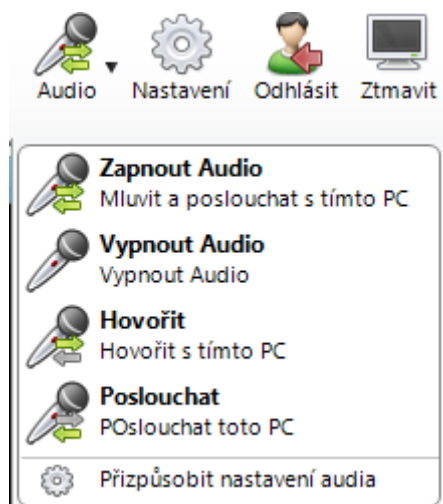 Audio Nastavení Odhlásit Ztmavit
Zapnout Audio
Mluvit a poslouchat s tímto PC
Vypnout Audio
Vypnout Audio
Hovořit
Hovořit s tímto PC
Poslouchat
POslouchat toto PC
Přizpůsobit nastavení audia